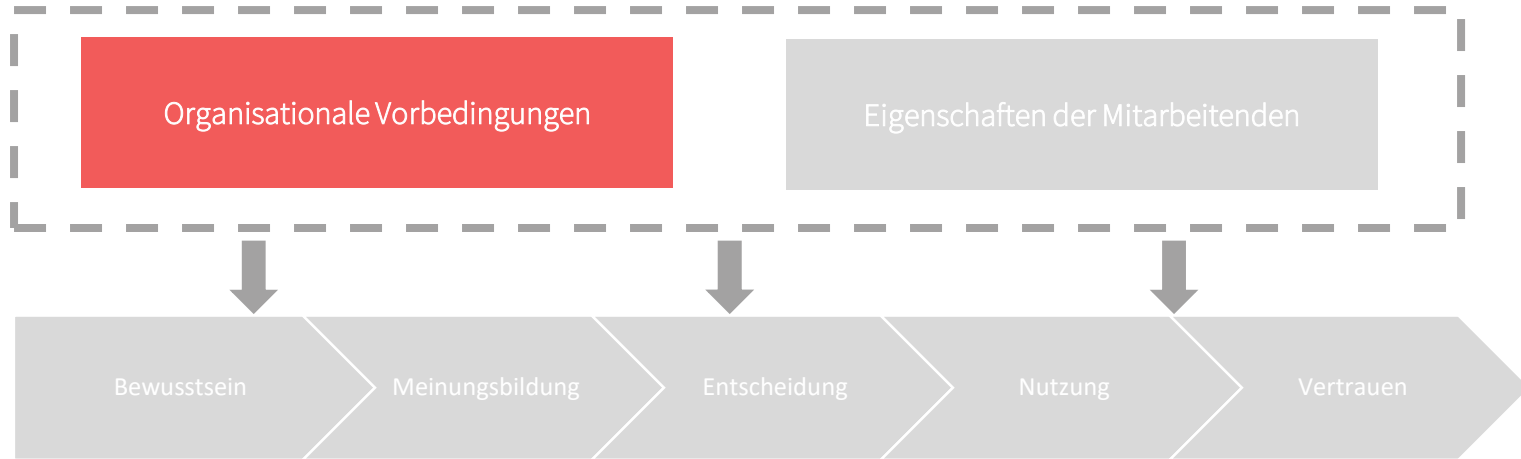 Organisationale Vorbedingungen
Eigenschaften der Mitarbeitenden
Bewusstsein
Meinungsbildung
Entscheidung
Nutzung
Vertrauen